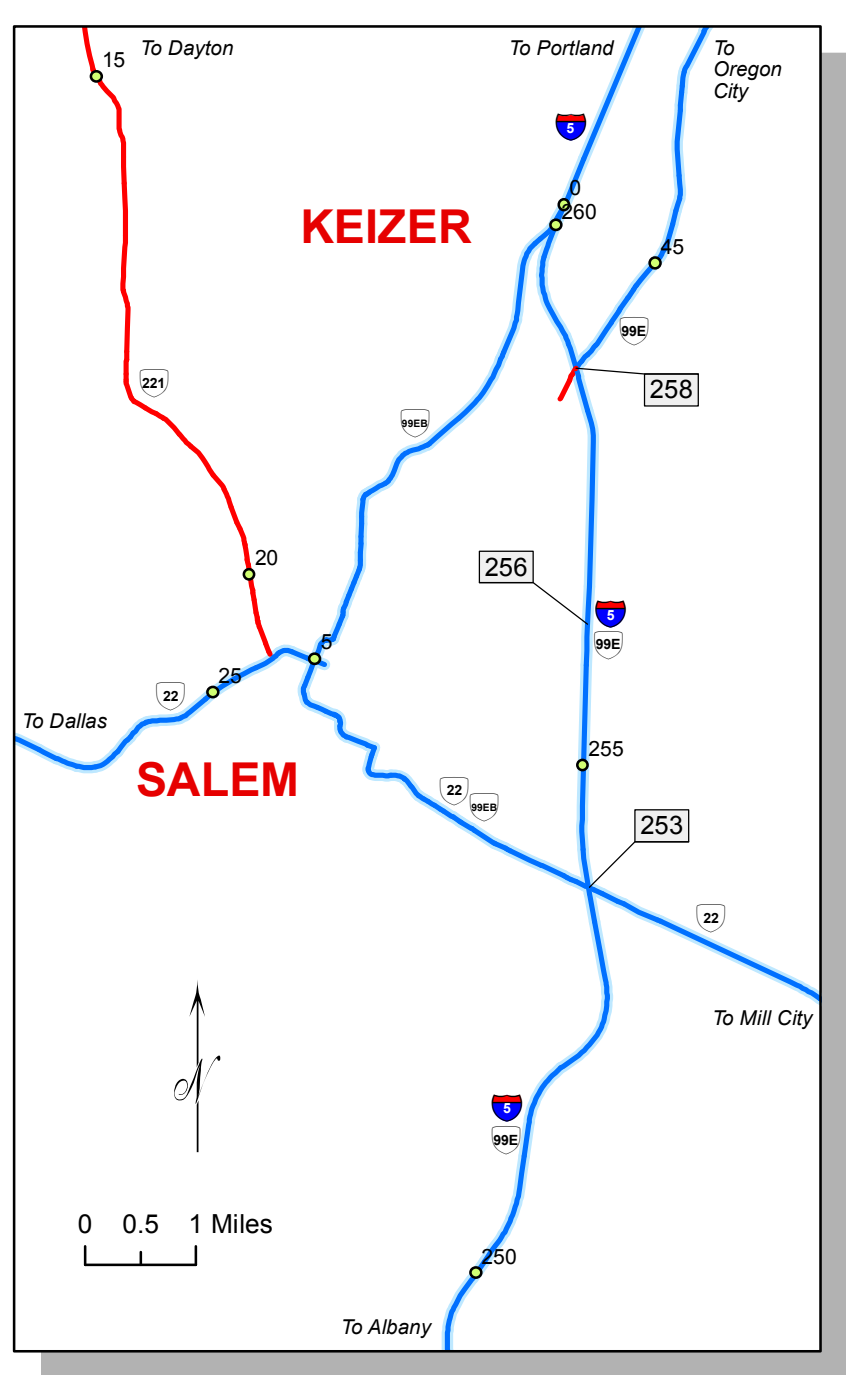 To Dayton
To Portland
To
Oregon
City
15
5
0
260
KEIZER
45
99E
221
258
99EB
256
20
5
99E
5
25
22
To Dallas
255
SALEM
22
99EB
253
22
To Mill City
N
5
99E
0 0.5 1 Miles
250
To Albany